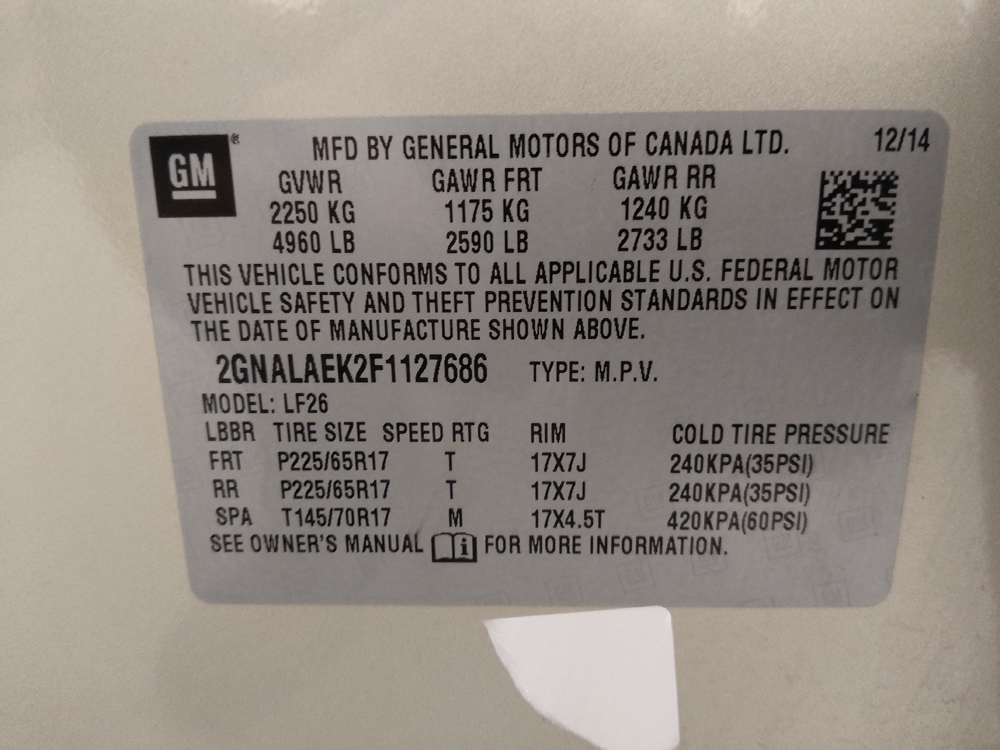 GM ® MFD BY GENERAL MOTORS OF CANADA LTD. 12/14
GVWR GAWR FRT GAWR RR
2250 KG 1175 KG 1240 KG
4960 LB 2590 LB 2733 LB
THIS VEHICLE CONFORMS TO ALL APPLICABLE U.S. FEDERAL MOTOR
VEHICLE SAFETY AND THEFT PREVENTION STANDARDS IN EFFECT ON
THE DATE OF MANUFACTURE SHOWN ABOVE.
2GNALAEK2F1127686 TYPE: M.P.V.
MODEL: LF26
LBBR TIRE SIZE SPEED RTG RIM COLD TIRE PRESSURE
FRT P225/65R17 T 17X7J 240KPA(35PSI)
RR P225/65R17 T 17X7J 240KPA(35PSI)
SPA T145/70R17 M 17X4.5T 420KPA(60PSI)
SEE OWNER'S MANUAL i FOR MORE INFORMATION.